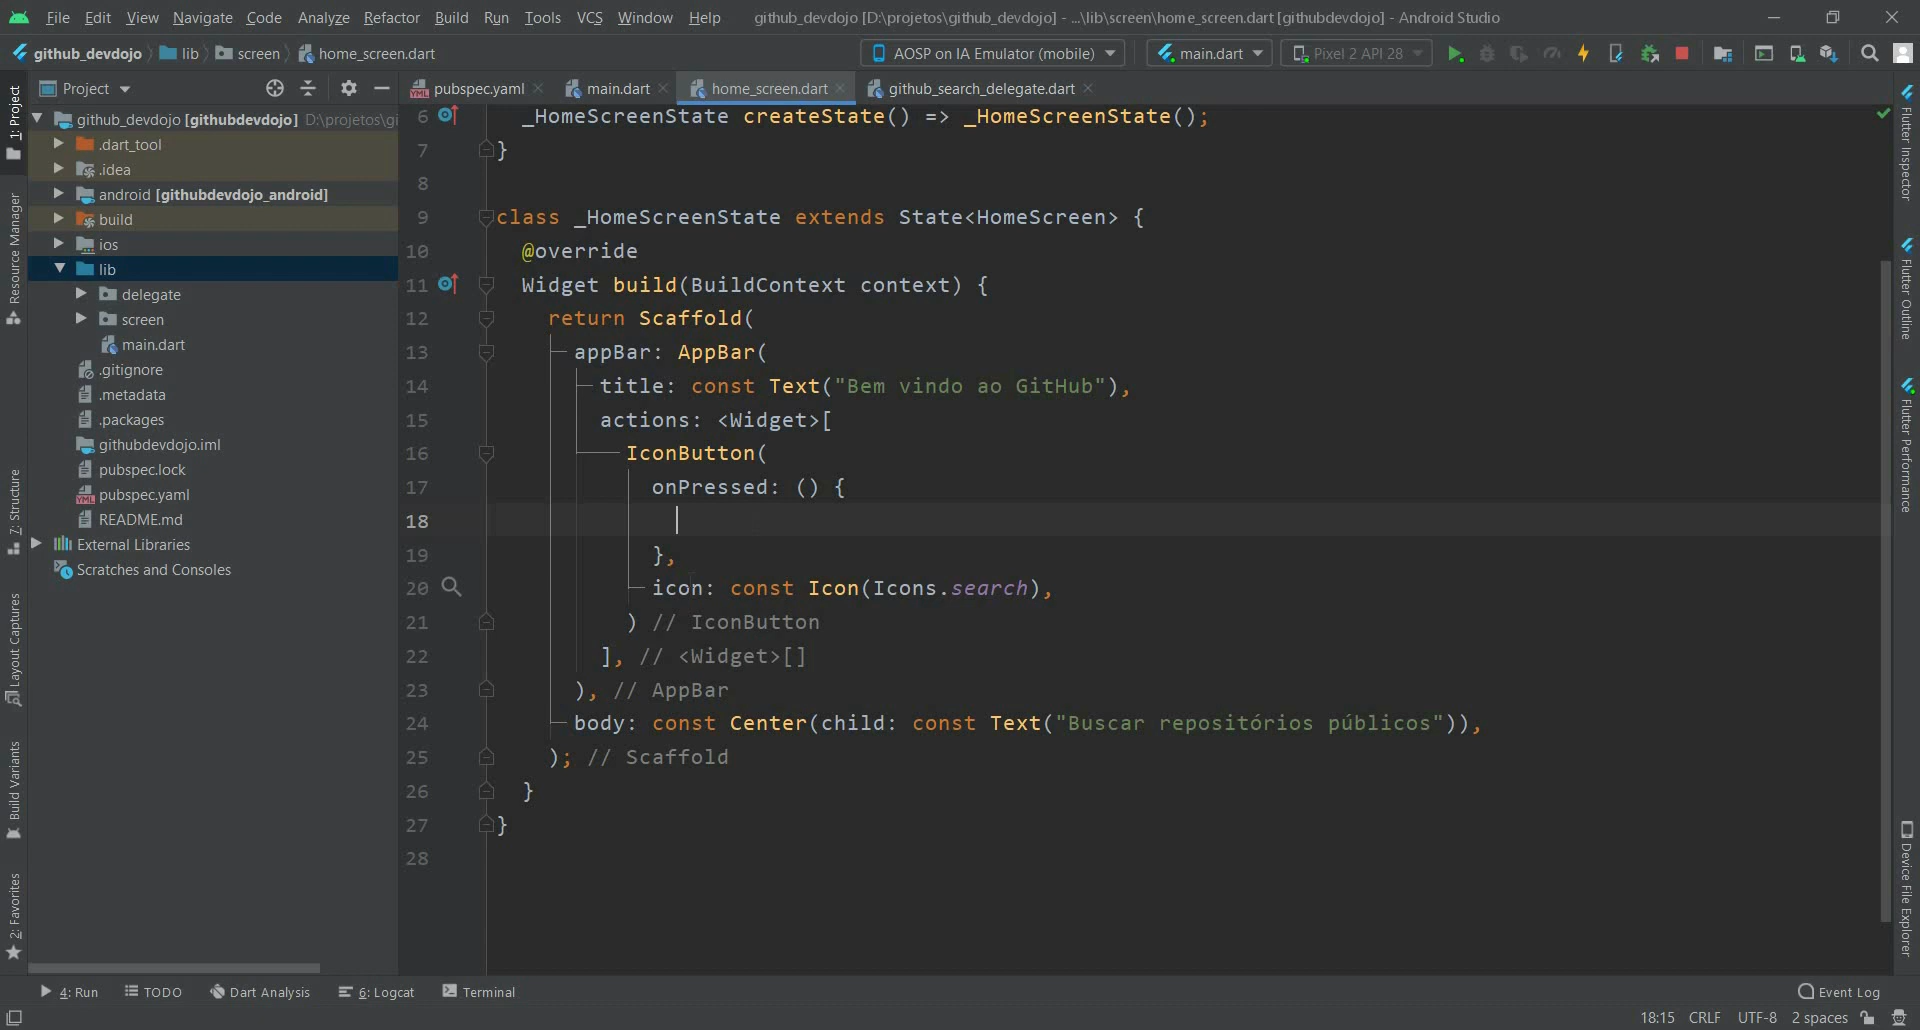 File Edit View Navigate Code Analyze Refactor Build Run Tools VCS Window Help github_devdojo [D:\projetos\github_devdojo] - ...\lib\screen\home_screen.dart [githubdevdojo] - Android Studio
github_devdojo lib screen home_screen.dart AOSP on IA Emulator (mobile) main.dart Pixel 2 API 28
Project pubspec.yaml main.dart home_screen.dart github_search_delegate.dart
github_devdojo [githubdevdojo] D:\projetos\gi
.dart_tool
.idea
android [githubdevdojo_android]
build
ios
lib
delegate
screen
main.dart
.gitignore
.metadata
.packages
githubdevdojo.iml
pubspec.lock
pubspec.yaml
README.md
External Libraries
Scratches and Consoles
1: Project
Resource Manager
7: Structure
Layout Captures
Build Variants
2: Favorites
6 _HomeScreenState createState() => _HomeScreenState();
7 }
8
9 class _HomeScreenState extends State<HomeScreen> {
10 @override
11 Widget build(BuildContext context) {
12 return Scaffold(
13 appBar: AppBar(
14 title: const Text("Bem vindo ao GitHub"),
15 actions: <Widget>[
16 IconButton(
17 onPressed: () {
18
19 },
20 icon: const Icon(Icons.search),
21 ) // IconButton
22 ], // <Widget>[]
23 ), // AppBar
24 body: const Center(child: const Text("Buscar repositórios públicos")),
25 ); // Scaffold
26 }
27 }
28
Flutter Inspector
Flutter Outline
Flutter Performance
Device File Explorer
4: Run TODO Dart Analysis 6: Logcat Terminal Event Log
18:15 CRLF UTF-8 2 spaces